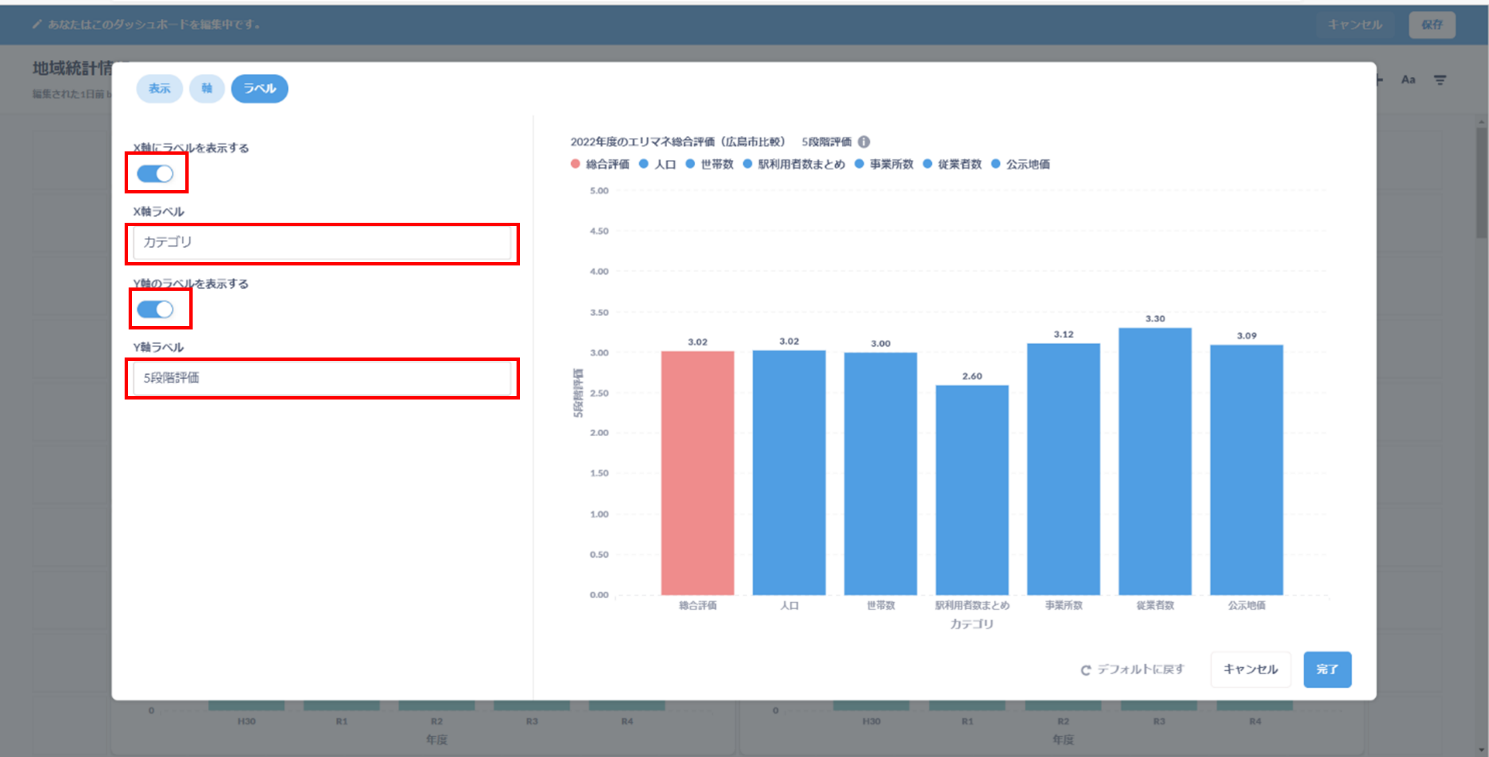 あなたはこのダッシュボードを編集中です。
キャンセル
保存
地域統計情
編集された1日前
Aa
表示
軸
ラベル
X軸にラベルを表示する
X軸ラベル
カテゴリ
Y軸のラベルを表示する
Y軸ラベル
5段階評価
2022年度のエリマネ総合評価（広島市比較） 5段階評価
総合評価 人口 世帯数 駅利用者数まとめ 事業所数 従業者数 公示地価
5.00
4.50
4.00
3.50
3.00
2.50
2.00
1.50
1.00
0.50
0.00
5段階評価
3.02
3.02
3.00
2.60
3.12
3.30
3.09
総合評価 人口 世帯数 駅利用者数まとめ 事業所数 従業者数 公示地価
カテゴリ
デフォルトに戻す
キャンセル
完了
0
H30 R1 R2 R3 R4
年度
0
H30 R1 R2 R3 R4
年度